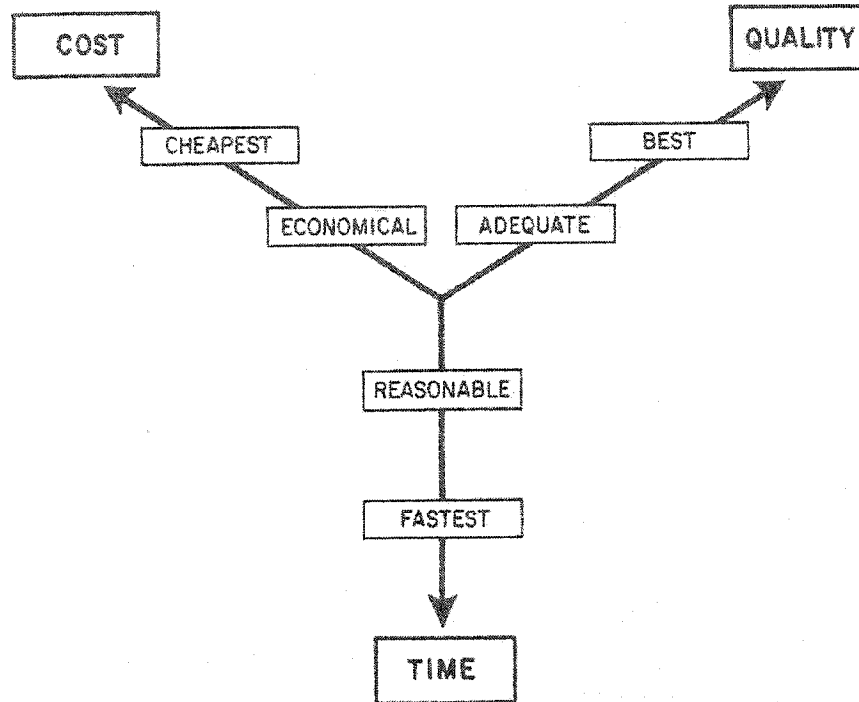 COST
QUALITY
CHEAPEST
BEST
ECONOMICAL
ADEQUATE
REASONABLE
FASTEST
TIME